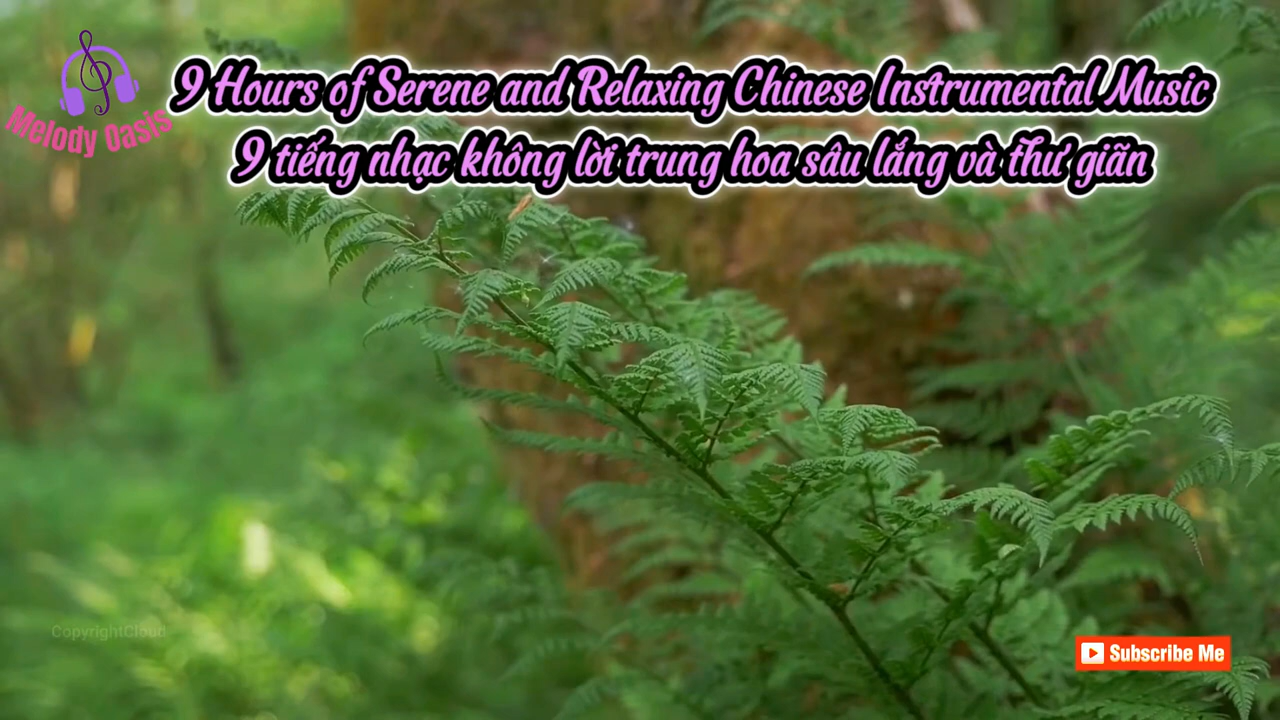 9 Hours of Serene and Relaxing Chinese Instrumental Music
9 tiếng nhạc không lời trung hoa sâu lắng và thư giãn
Melody Oasis
CopyrightCloud
Subscribe Me